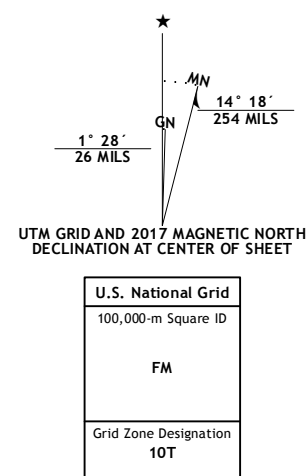 ★
MN
GN
14° 18´
254 MILS
1° 28´
26 MILS
UTM GRID AND 2017 MAGNETIC NORTH
DECLINATION AT CENTER OF SHEET
U.S. National Grid
100,000-m Square ID
FM
Grid Zone Designation
10T